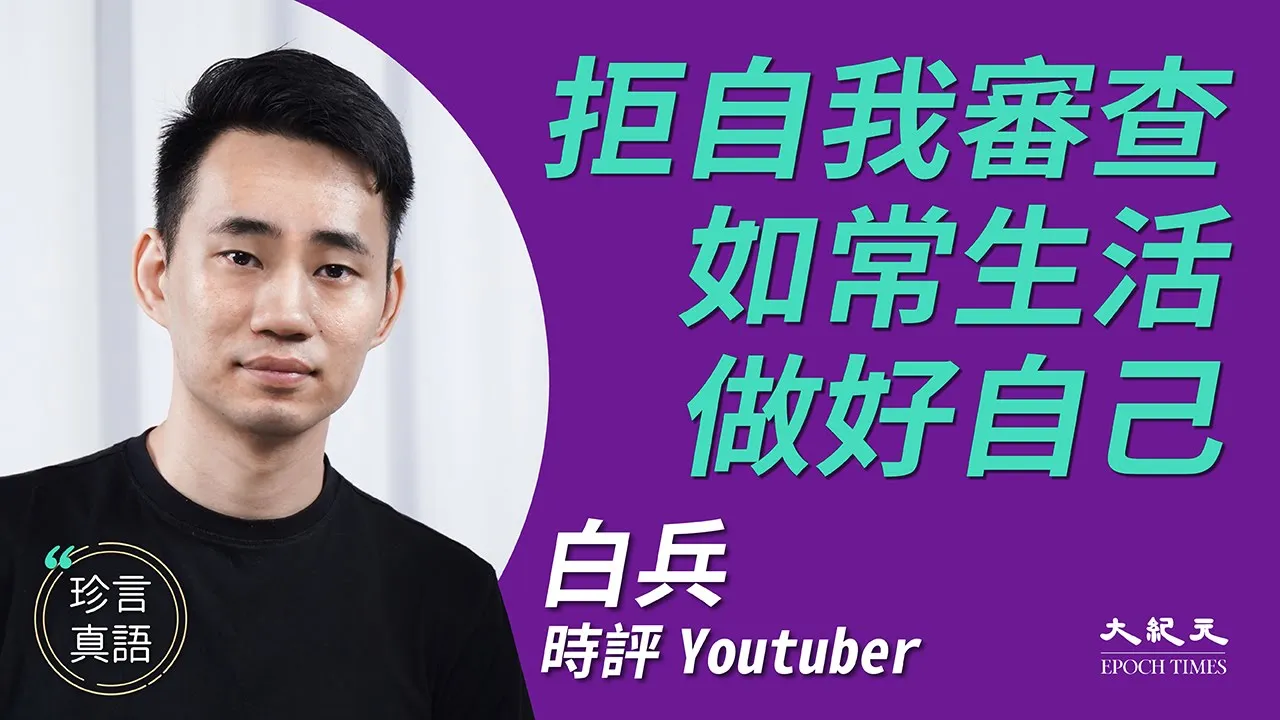 拒自我審查
如常生活
做好自己
白兵
時評 Youtuber
“
珍言
真語
大紀元
EPOCH TIMES